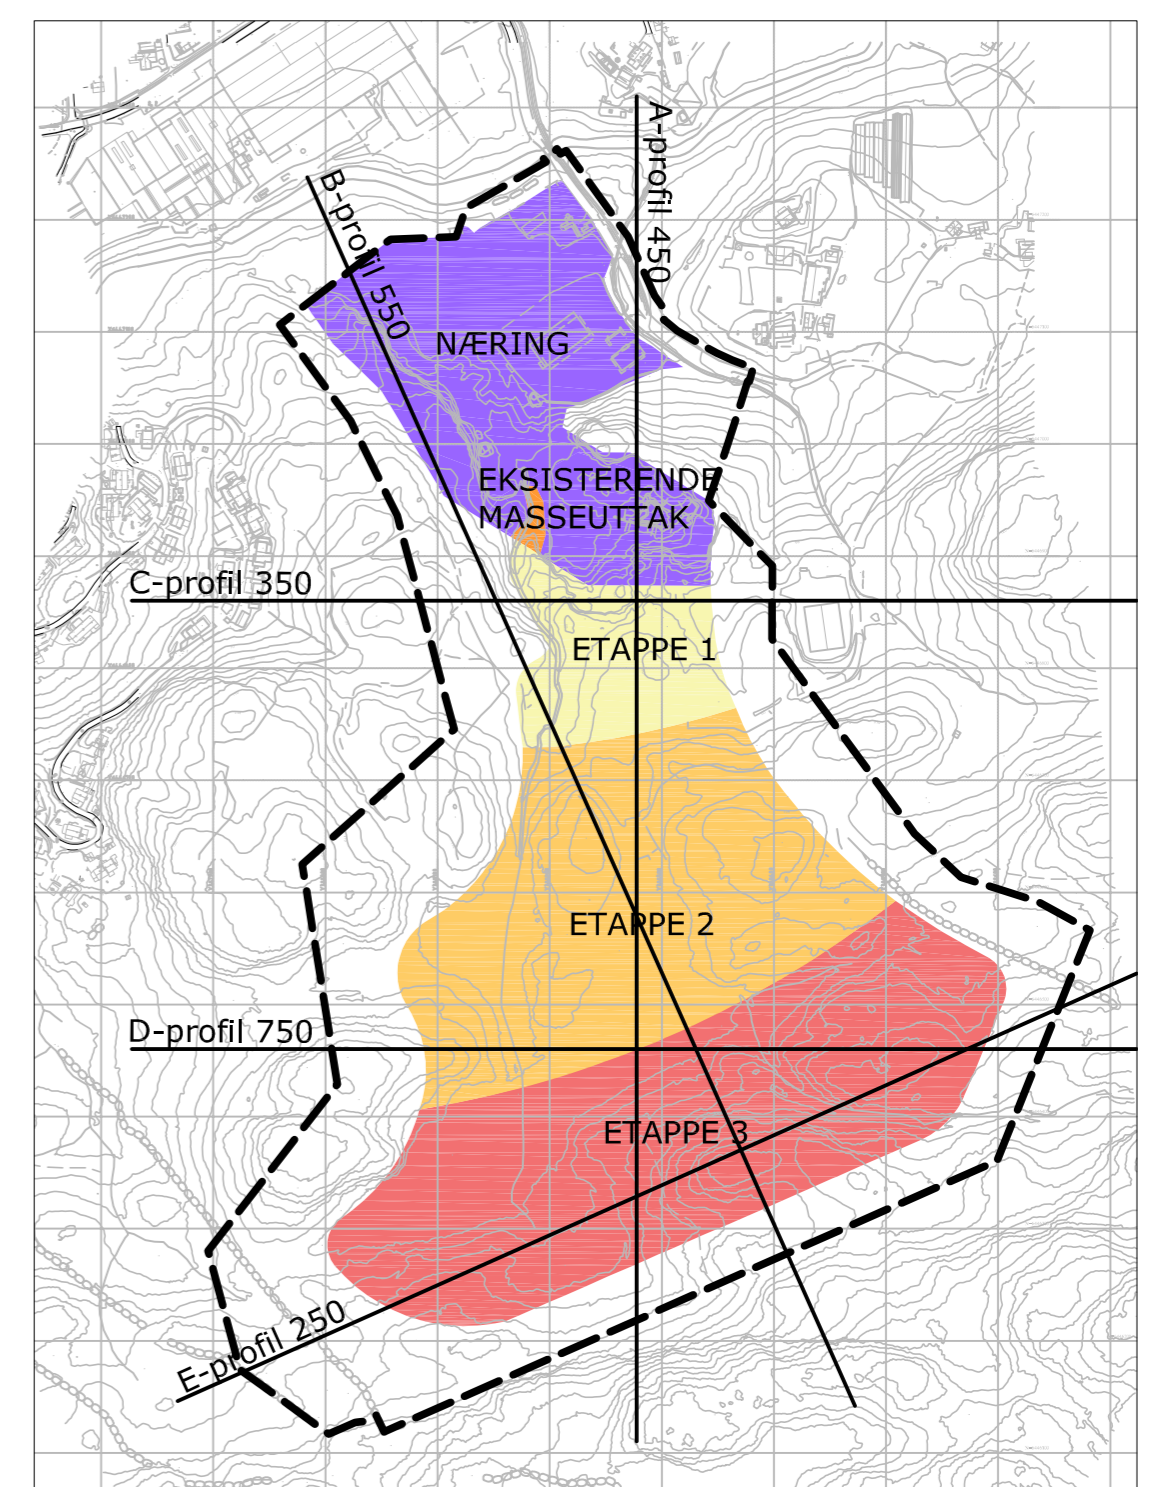 A-profil 450
B-profil 550
NÆRING
EKSISTERENDE
MASSEUTTAK
C-profil 350
ETAPPE 1
ETAPPE 2
D-profil 750
ETAPPE 3
E-profil 250